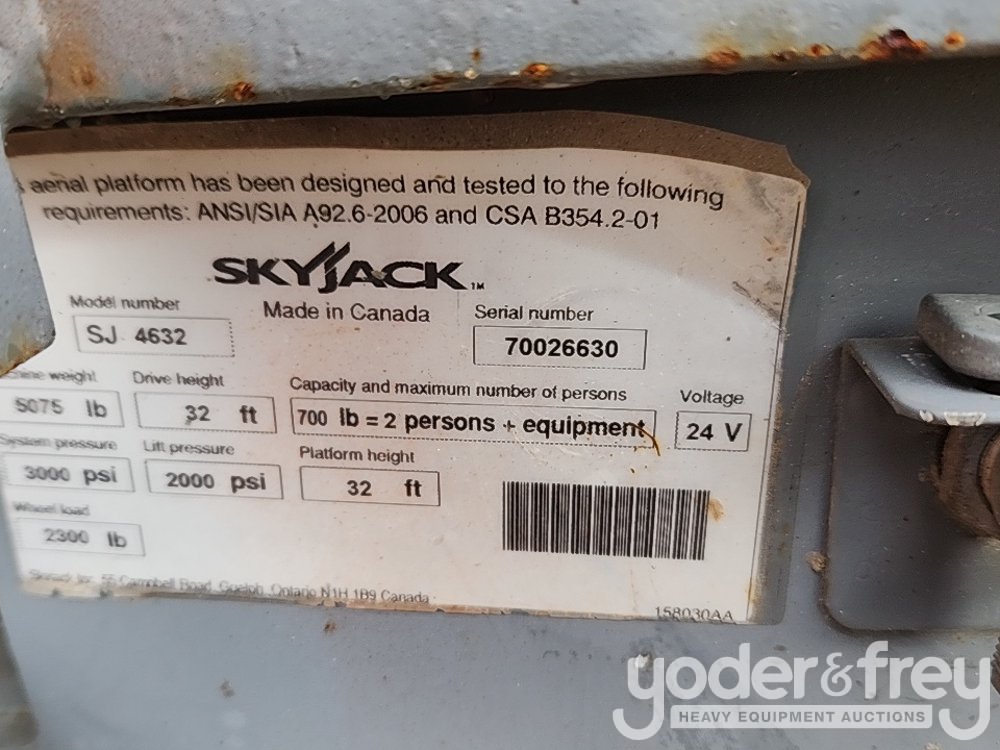 aerial platform has been designed and tested to the following
requirements: ANSI/SIA A92.6-2006 and CSA B354.2-01
SKYJACK TM
Made in Canada
Model number
SJ 4632
Serial number
70026630
weight
5075 lb
Drive height
32 ft
Capacity and maximum number of persons
700 lb = 2 persons + equipment
Voltage
24 V
System pressure
3000 psi
Lift pressure
2000 psi
Platform height
32 ft
Wheel load
2300 lb
Skyjack Inc. 55 Campbell Road, Guelph, Ontario N1H 1B9 Canada
158030AA
yoder&frey
HEAVY EQUIPMENT AUCTIONS